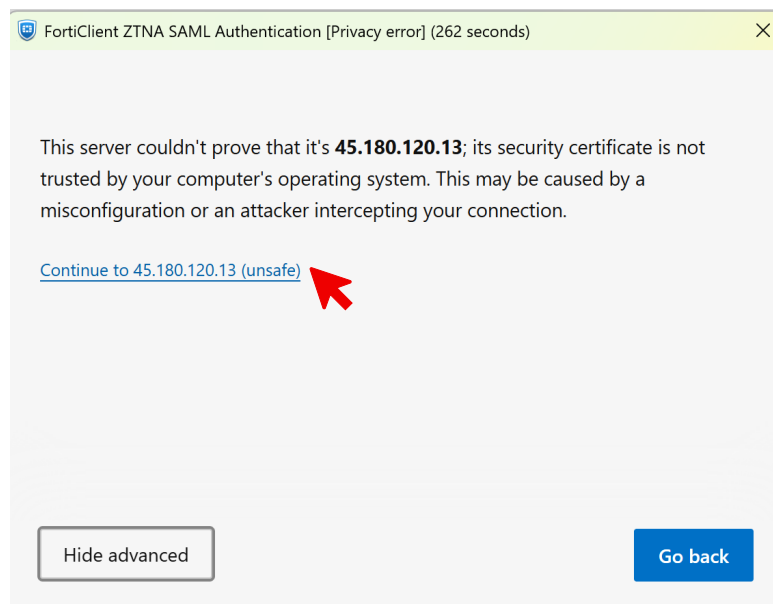 FortiClient ZTNA SAML Authentication [Privacy error] (262 seconds)
This server couldn't prove that it's 45.180.120.13; its security certificate is not
trusted by your computer's operating system. This may be caused by a
misconfiguration or an attacker intercepting your connection.
Continue to 45.180.120.13 (unsafe)
Hide advanced
Go back